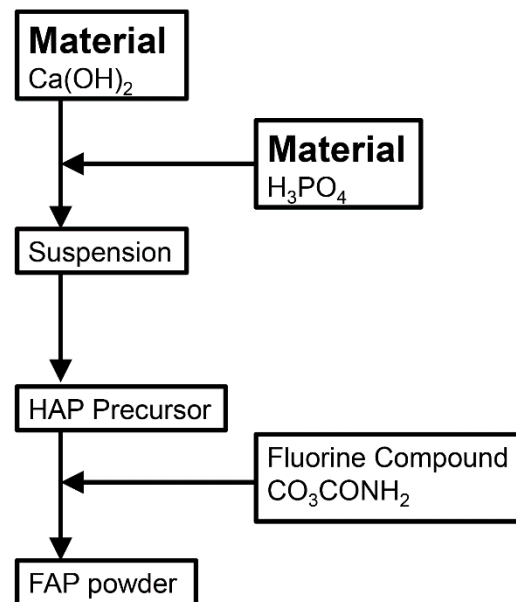 Material
Ca(OH)₂
Material
H₃PO₄
Suspension
HAP Precursor
Fluorine Compound
CO₃CONH₂
FAP powder